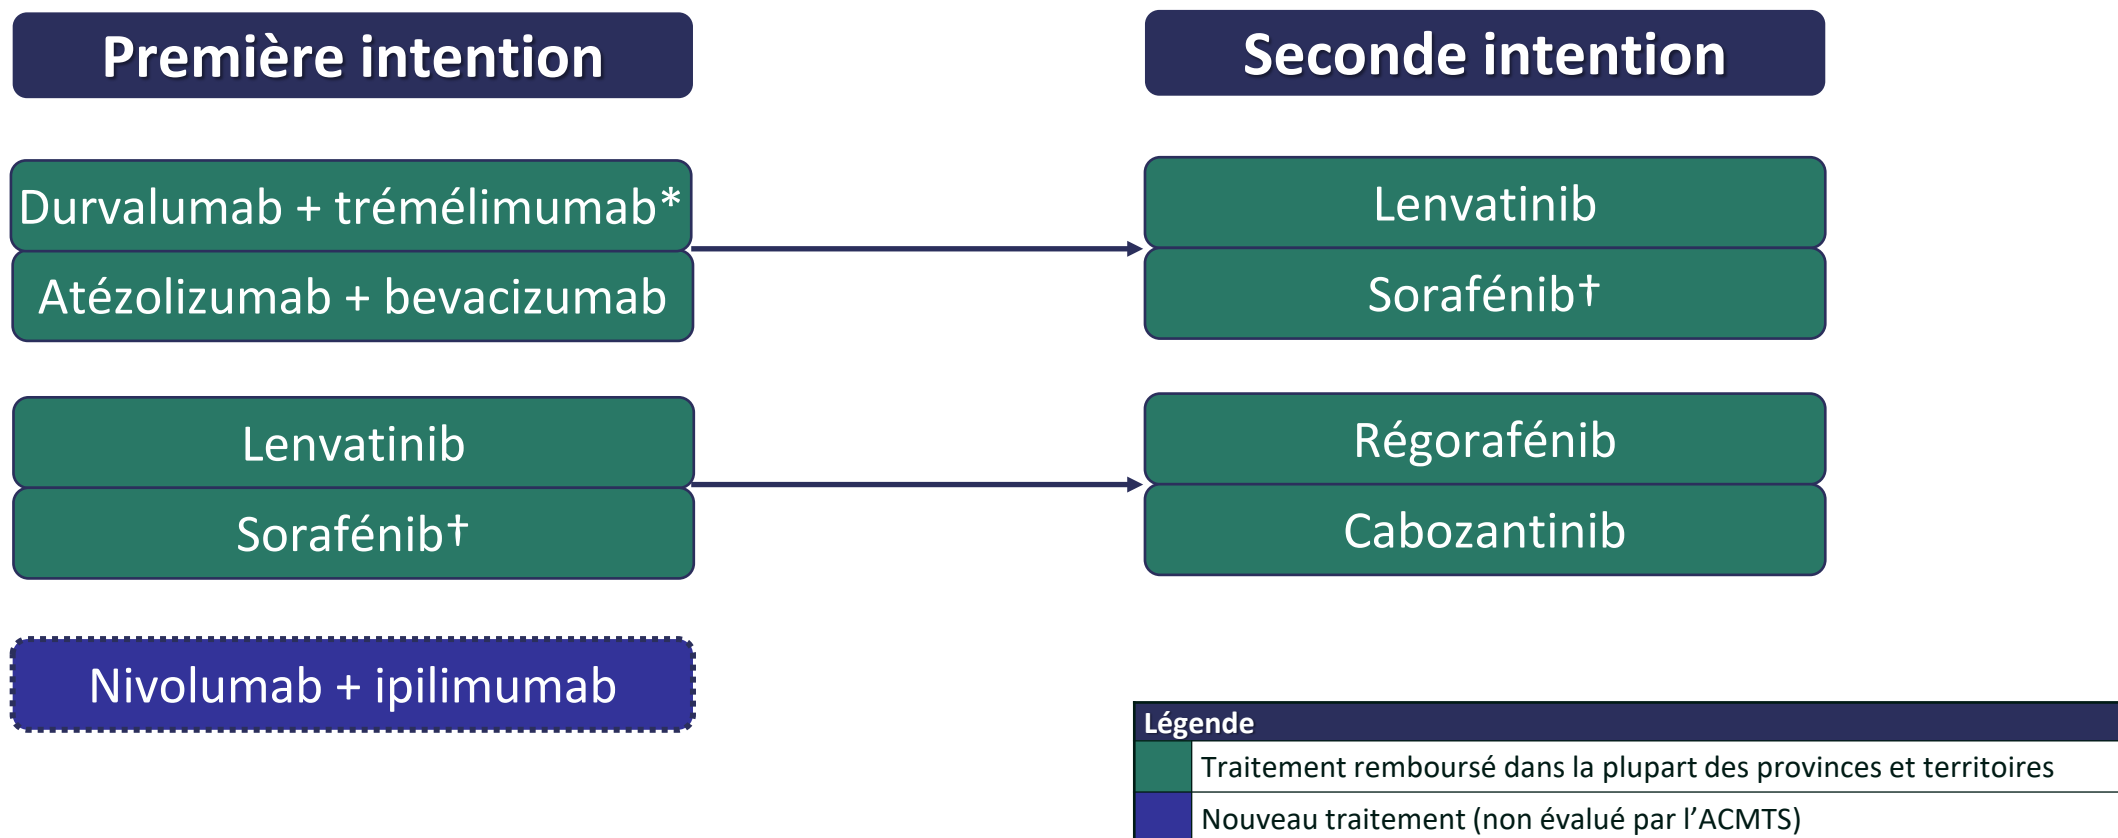 Première intention
Seconde intention
Durvalumab + trémélimumab*
Atézolizumab + bevacizumab
Lenvatinib
Sorafénib†
Lenvatinib
Sorafénib†
Régorafénib
Cabozantinib
Nivolumab + ipilimumab
Légende
Traitement remboursé dans la plupart des provinces et territoires
Nouveau traitement (non évalué par l’ACMTS)